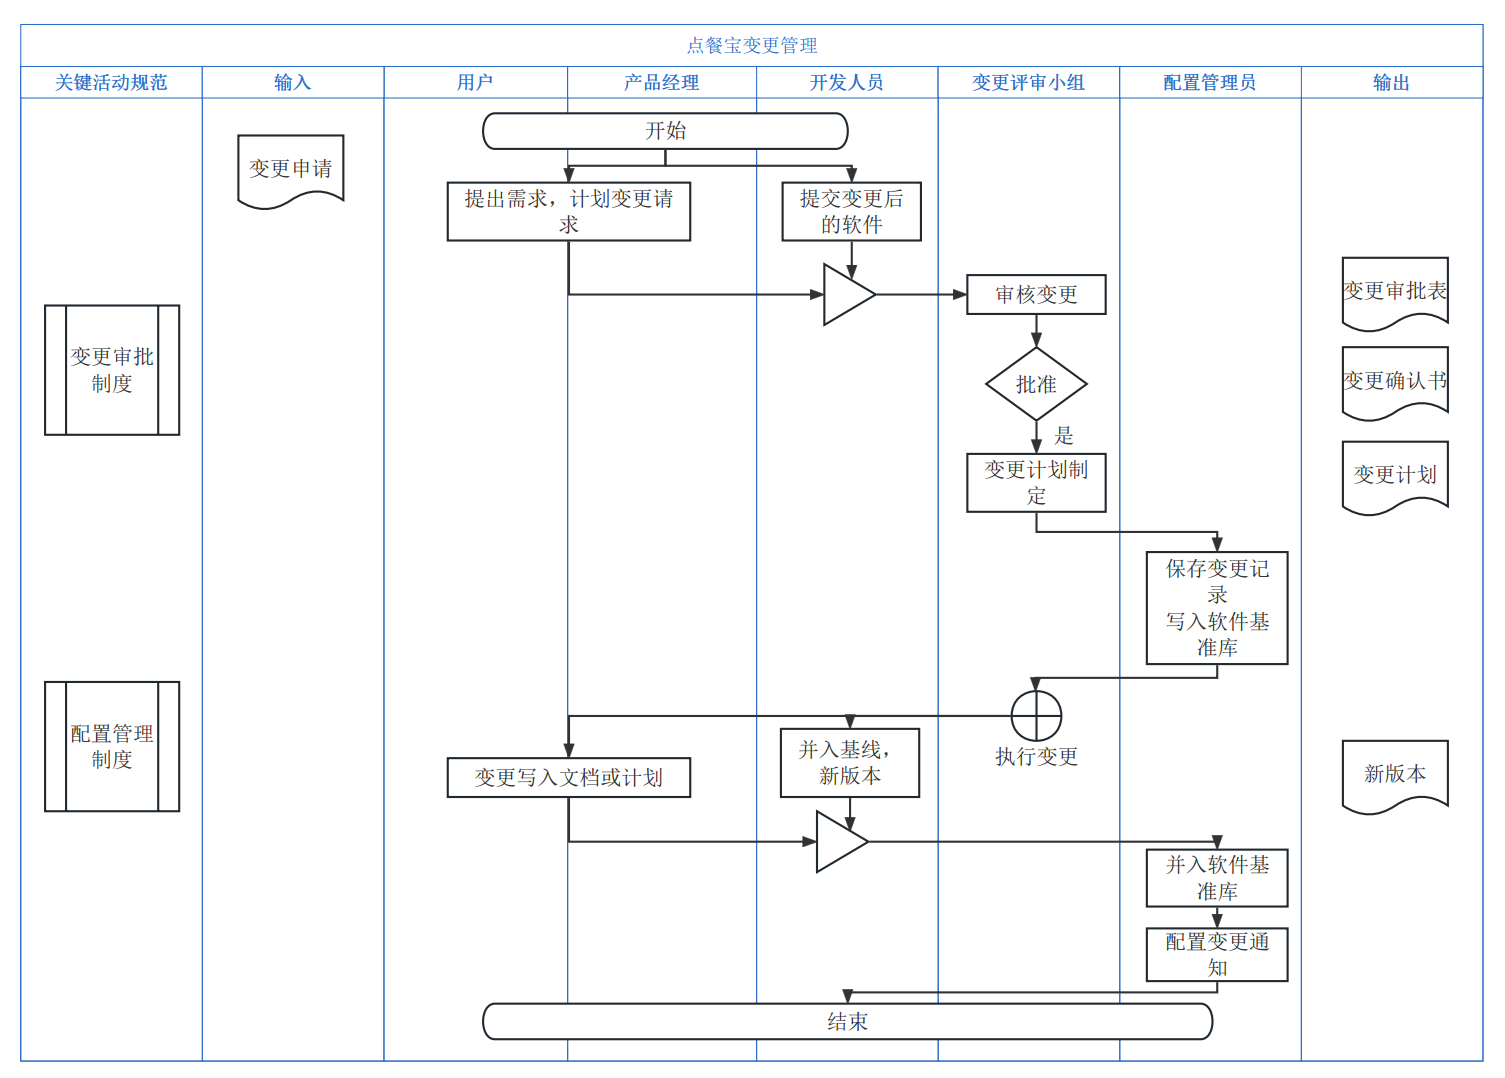 点餐宝变更管理
关键活动规范
输入
用户
产品经理
开发人员
变更评审小组
配置管理员
输出
开始
变更申请
提出需求，计划变更请
求
提交变更后
的软件
审核变更
变更审批表
变更审批
制度
批准
变更确认书
是
变更计划制
定
变更计划
保存变更记
录
写入软件基
准库
配置管理
制度
变更写入文档或计划
并入基线，
新版本
执行变更
新版本
并入软件基
准库
配置变更通
知
结束